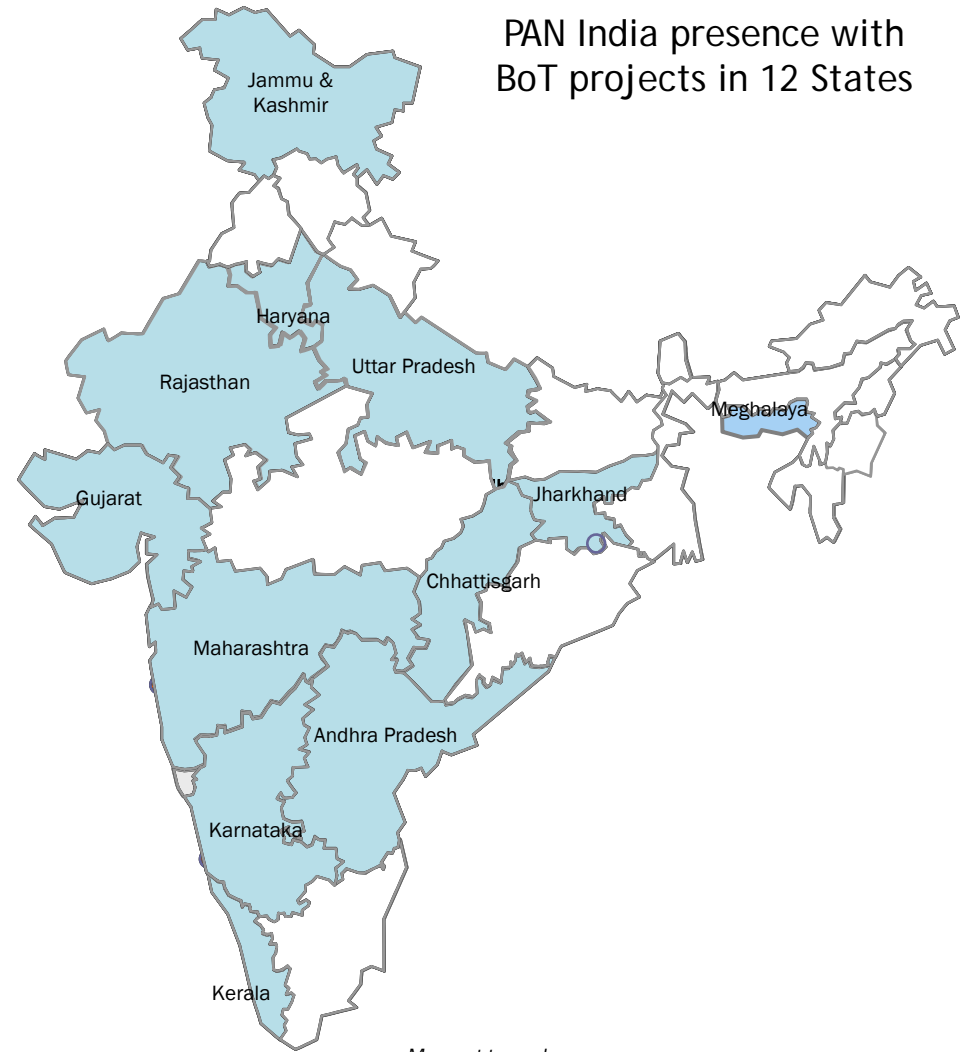 PAN India presence with
BoT projects in 12 States
Jammu &
Kashmir
Haryana
Uttar Pradesh
Rajasthan
Meghalaya
Gujarat
Jharkhand
Chhattisgarh
Maharashtra
Andhra Pradesh
Karnataka
Kerala